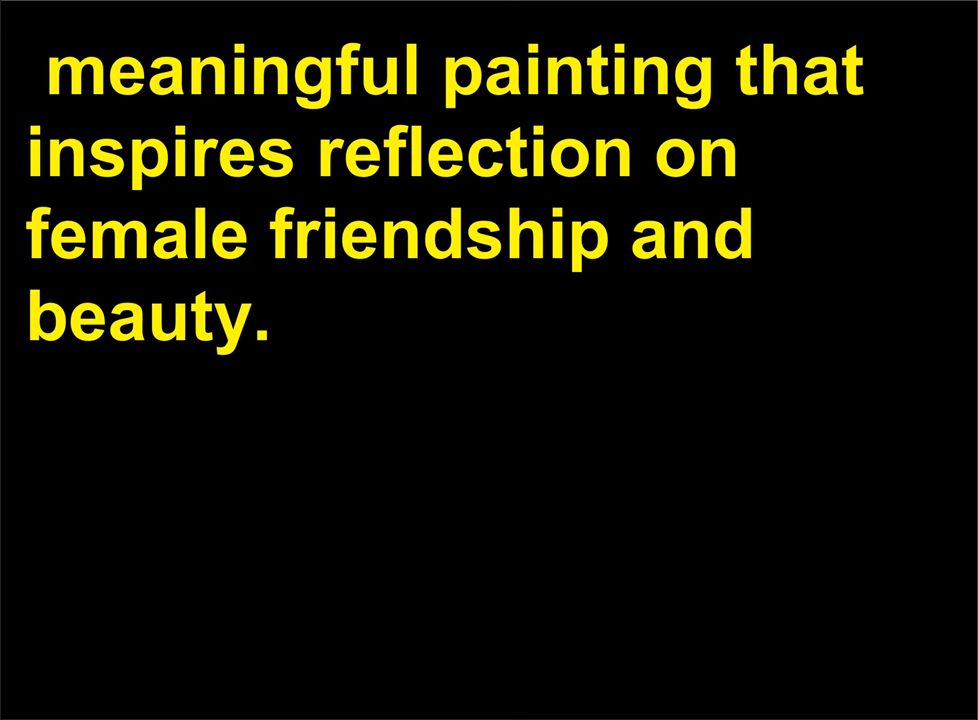 meaningful painting that
inspires reflection on
female friendship and
beauty.